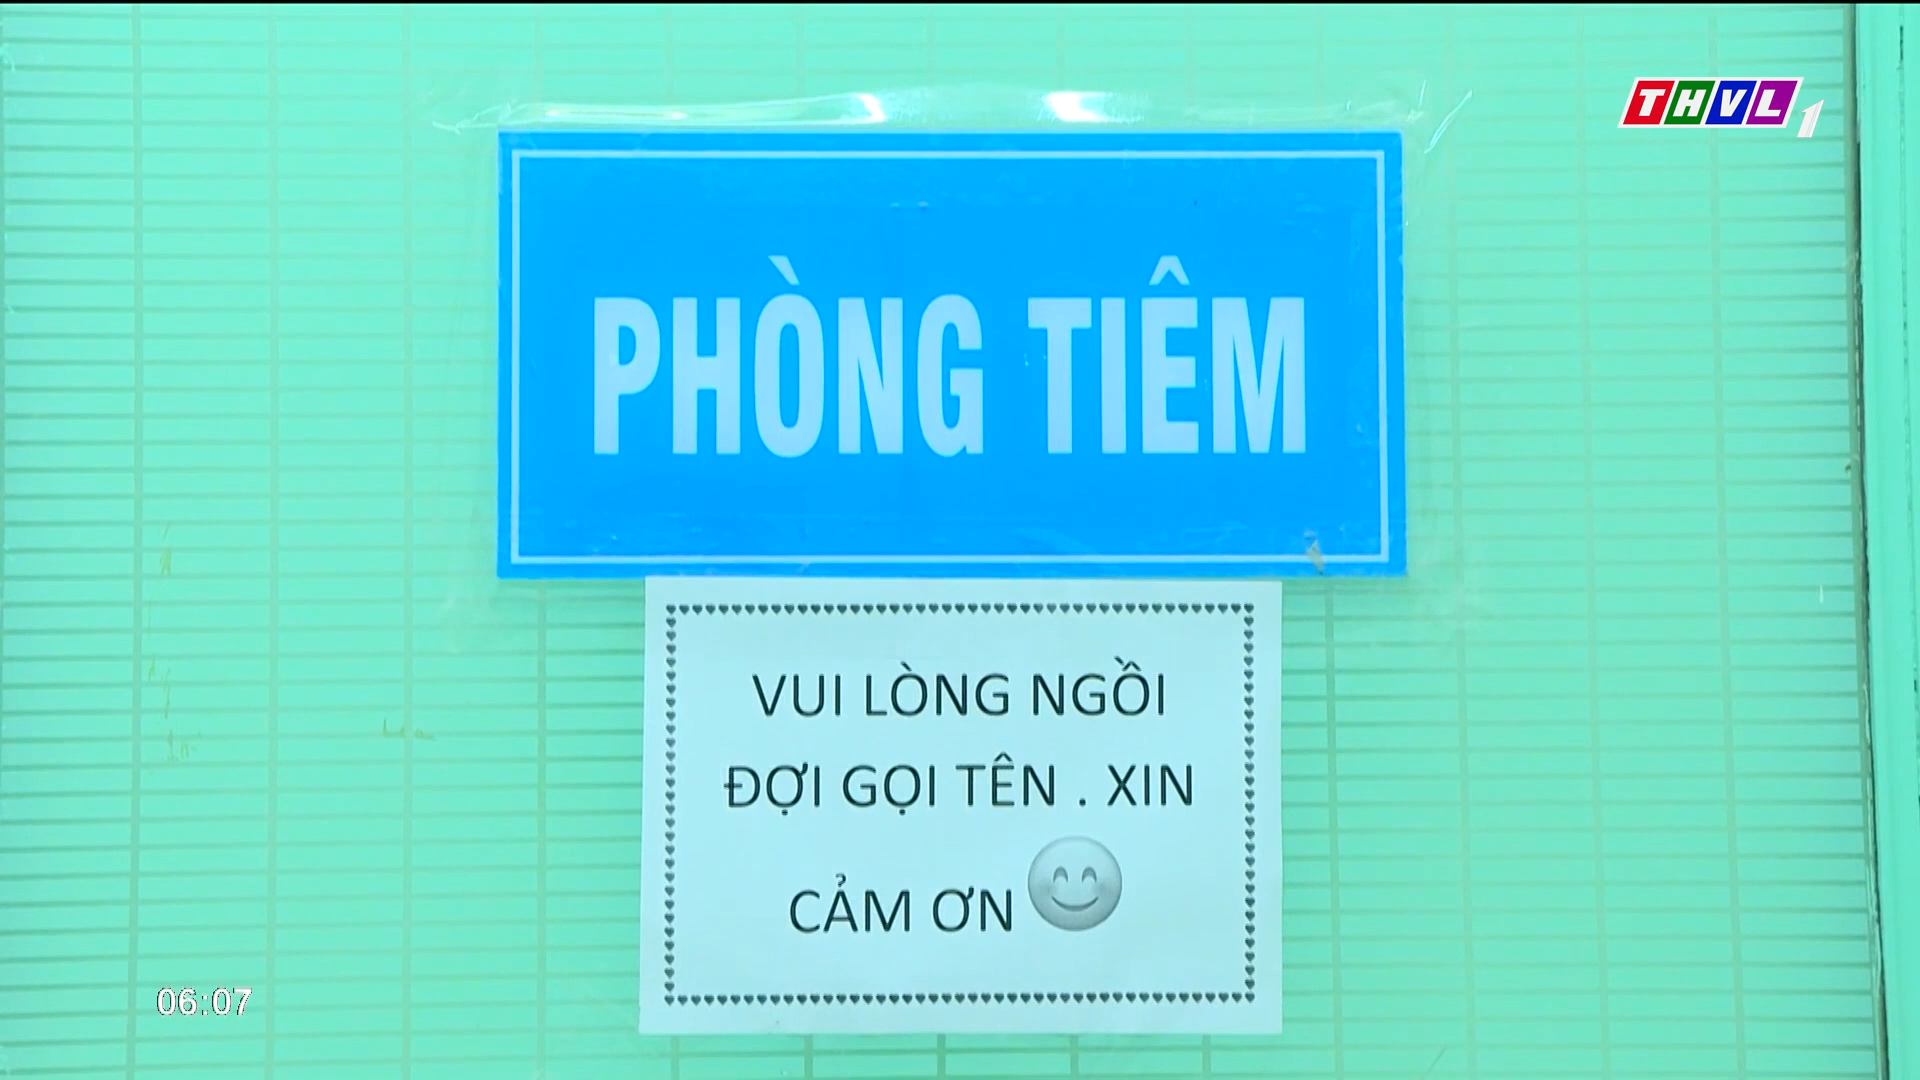 THVL1
PHÒNG TIÊM
VUI LÒNG NGỒI
ĐỢI GỌI TÊN . XIN
CẢM ƠN
06:07